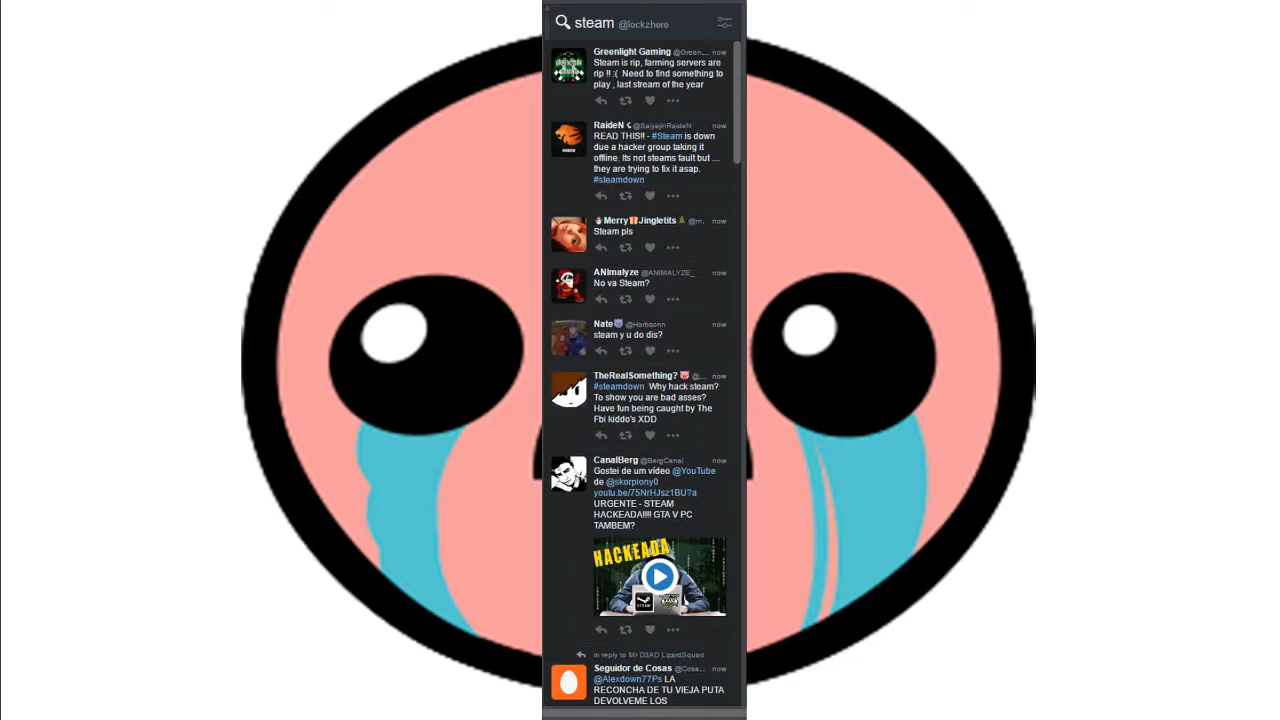 steam @lockzhere
Greenlight Gaming @Green... now
Steam is rip, farming servers are
rip !! :( Need to find something to
play , last stream of the year
RaideN @SaiyajinRaideN now
READ THIS!! - #Steam is down
due a hacker group taking it
offline. Its not steams fault but ....
they are trying to fix it asap.
#steamdown
Merry Jingletits @m. now
Steam pls
ANImalyze @ANIMALYZE_ now
No va Steam?
Nate @Harbsonn now
steam y u do dis?
TheRealSomething? @... now
#steamdown Why hack steam?
To show you are bad asses?
Have fun being caught by The
Fbi kiddo's XDD
CanalBerg @BergCanal now
Gostei de um vídeo @YouTube
de @skorpiony0
youtu.be/75NrHJsz1BU?a
URGENTE - STEAM
HACKEADA!!!! GTA V PC
TAMBEM?
HACKEADA
STEAM
in reply to Mr D3AD LizardSquad
Seguidor de Cosas @Cosa... now
@Alexdown77Ps LA
RECONCHA DE TU VIEJA PUTA
DEVOLVEME LOS